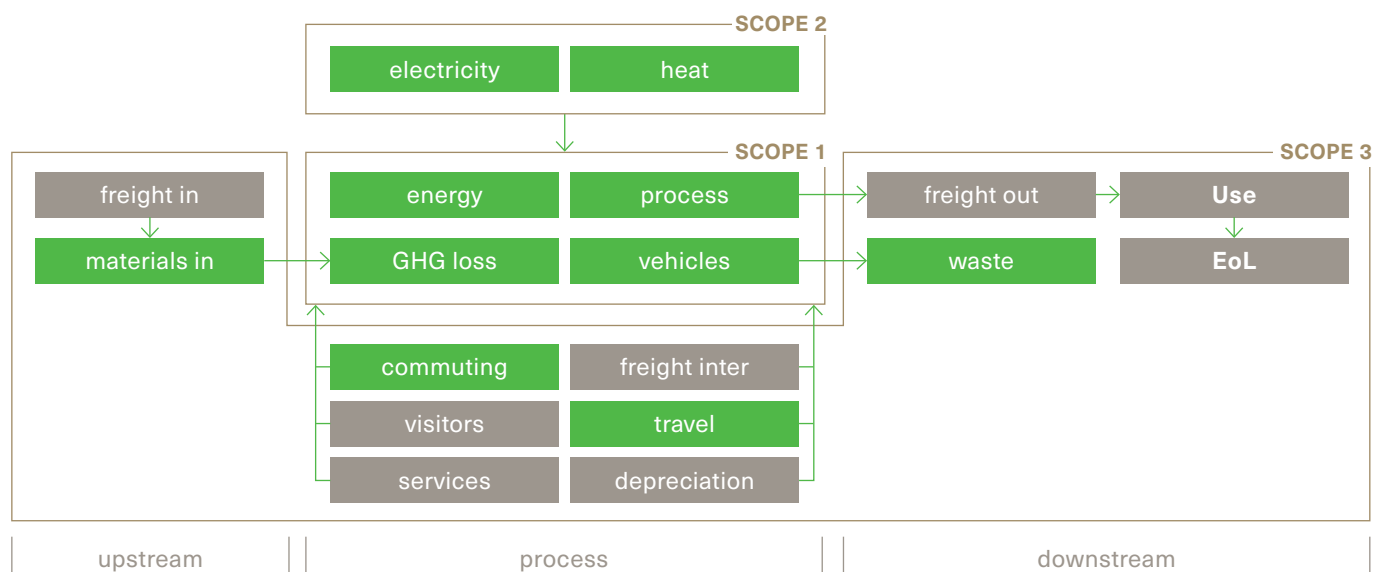 SCOPE 2
electricity heat
SCOPE 1
SCOPE 3
freight in energy process freight out Use
materials in GHG loss vehicles waste EoL
commuting freight inter
visitors travel
services depreciation
upstream process downstream